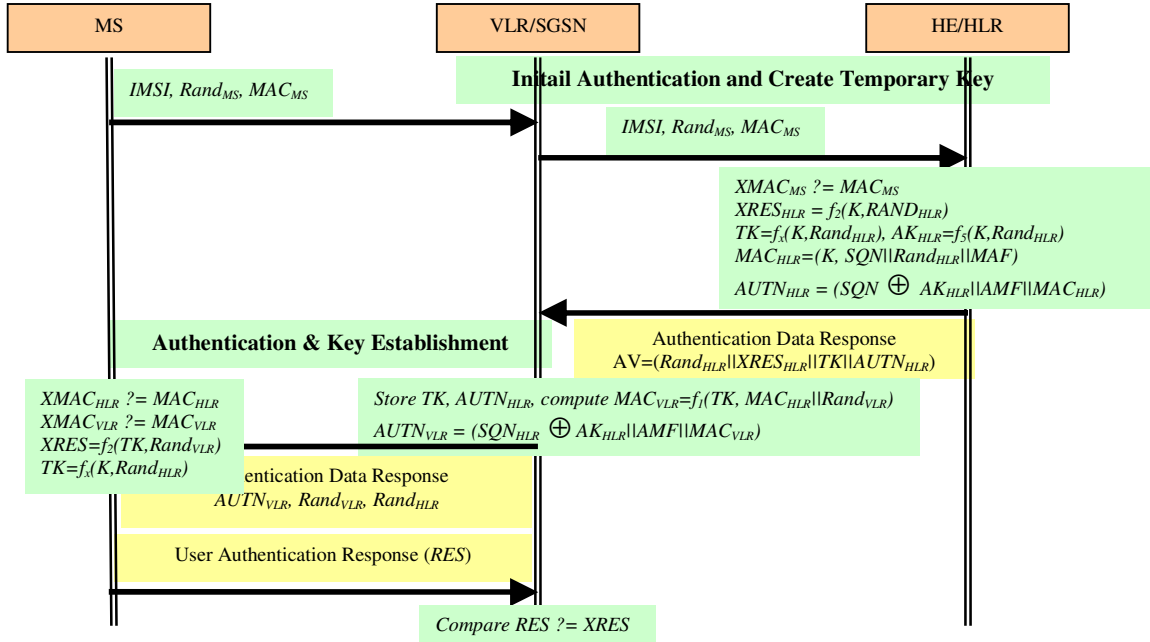 MS
VLR/SGSN
HE/HLR
Initail Authentication and Create Temporary Key
IMSI, Rand_MS, MAC_MS
IMSI, Rand_MS, MAC_MS
XMAC_MS ?= MAC_MS
XRES_HLR = f_2(K,RAND_HLR)
TK=f_x(K,Rand_HLR), AK_HLR=f_5(K,Rand_HLR)
MAC_HLR=(K, SQN||Rand_HLR||MAF)
AUTN_HLR = (SQN ⊕ AK_HLR||AMF||MAC_HLR)
Authentication & Key Establishment
Authentication Data Response
AV=(Rand_HLR||XRES_HLR||TK||AUTN_HLR)
XMAC_HLR ?= MAC_HLR
XMAC_VLR ?= MAC_VLR
XRES=f_2(TK,Rand_VLR)
TK=f_x(K,Rand_HLR)
Store TK, AUTN_HLR, compute MAC_VLR=f_1(TK, MAC_HLR||Rand_VLR)
AUTN_VLR = (SQN_HLR ⊕ AK_HLR||AMF||MAC_VLR)
entication Data Response
AUTN_VLR, Rand_VLR, Rand_HLR
User Authentication Response (RES)
Compare RES ?= XRES